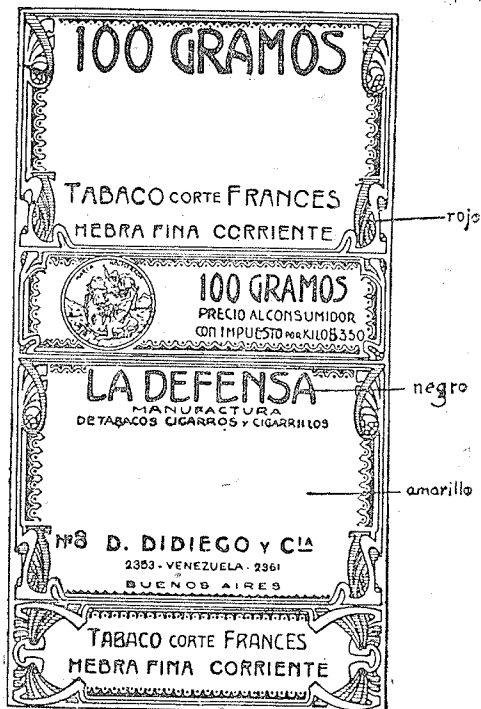 100 GRAMOS
TABACO CORTE FRANCES
HEBRA FINA CORRIENTE
rojo
100 GRAMOS
PRECIO AL CONSUMIDOR
CON IMPUESTO POR KILO $ 3.50
LA DEFENSA
negro
MANUFACTURA
DE TABACOS CIGARROS Y CIGARRILLOS
amarillo
Nº8 D. DIDIEGO Y CIA
2353 - VENEZUELA - 2361
BUENOS AIRES
TABACO CORTE FRANCES
HEBRA FINA CORRIENTE